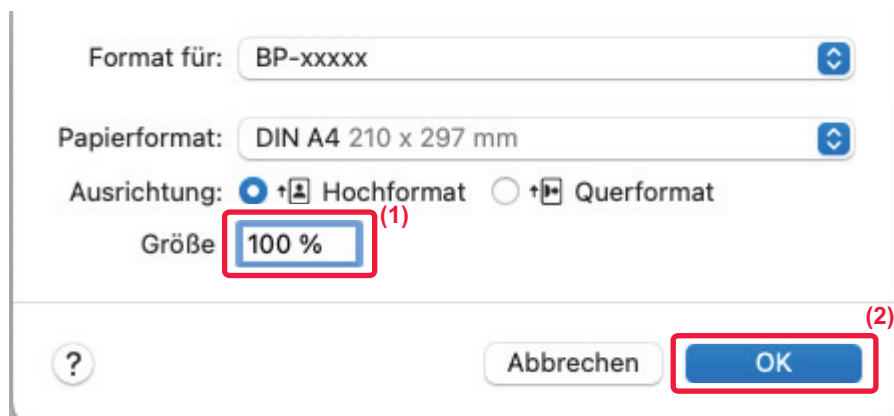 Format für: BP-xxxxx
Papierformat: DIN A4 210 x 297 mm
Ausrichtung: Hochformat Querformat
(1)
Größe 100 %
(2)
? Abbrechen OK